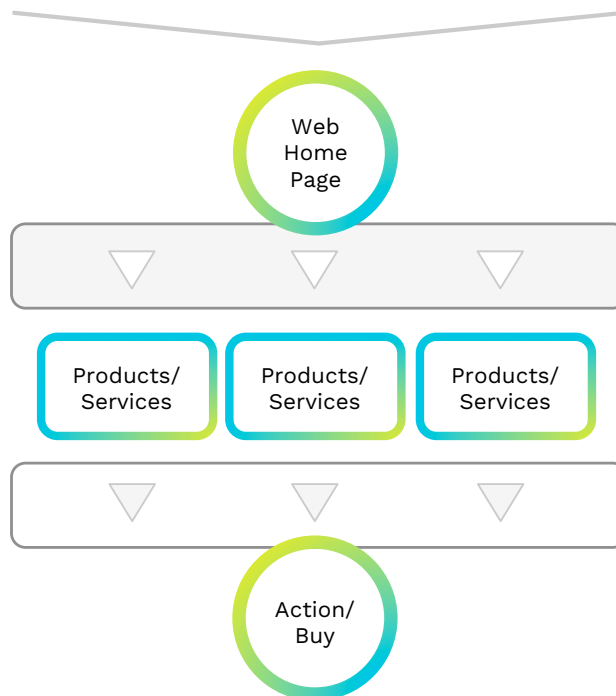 Web
Home
Page
Products/
Services
Products/
Services
Products/
Services
Action/
Buy